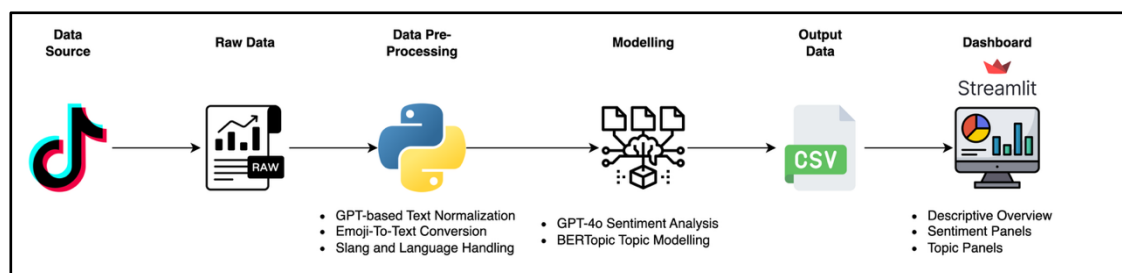 Data
Source
Raw Data
Data Pre-
Processing
Modelling
Output
Data
Dashboard
Streamlit
RAW
CSV
• GPT-based Text Normalization
• Emoji-To-Text Conversion
• Slang and Language Handling
• GPT-4o Sentiment Analysis
• BERTopic Topic Modelling
• Descriptive Overview
• Sentiment Panels
• Topic Panels